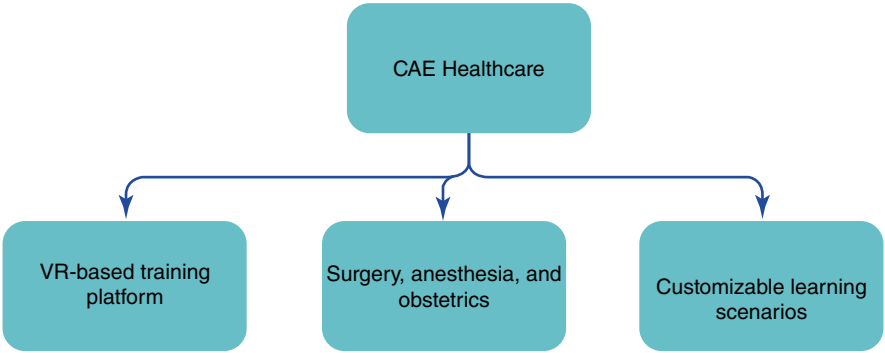 CAE Healthcare
VR-based training
platform
Surgery, anesthesia, and
obstetrics
Customizable learning
scenarios